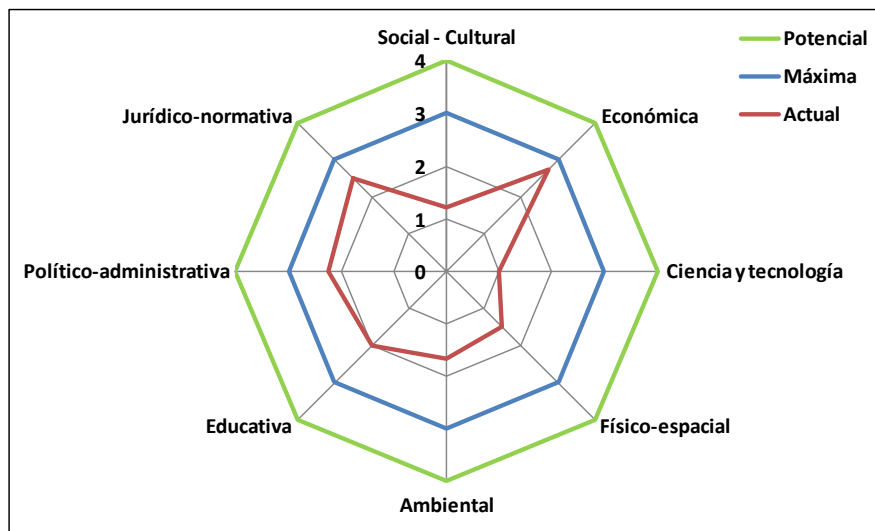 Social - Cultural
Potencial
Máxima
Actual
4
3
2
1
0
Jurídico-normativa
Económica
Político-administrativa
Ciencia y tecnología
Educativa
Físico-espacial
Ambiental